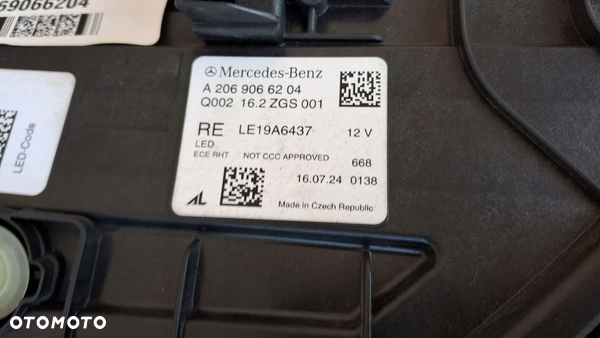 69066204
LED-Code
Mercedes-Benz
A 206 906 62 04
Q002 16.2 ZGS 001
RE LE19A6437 12 V
LED
ECE RHT NOT CCC APPROVED 668
16.07.24 0138
AL
Made in Czech Republic
OTOMOTO